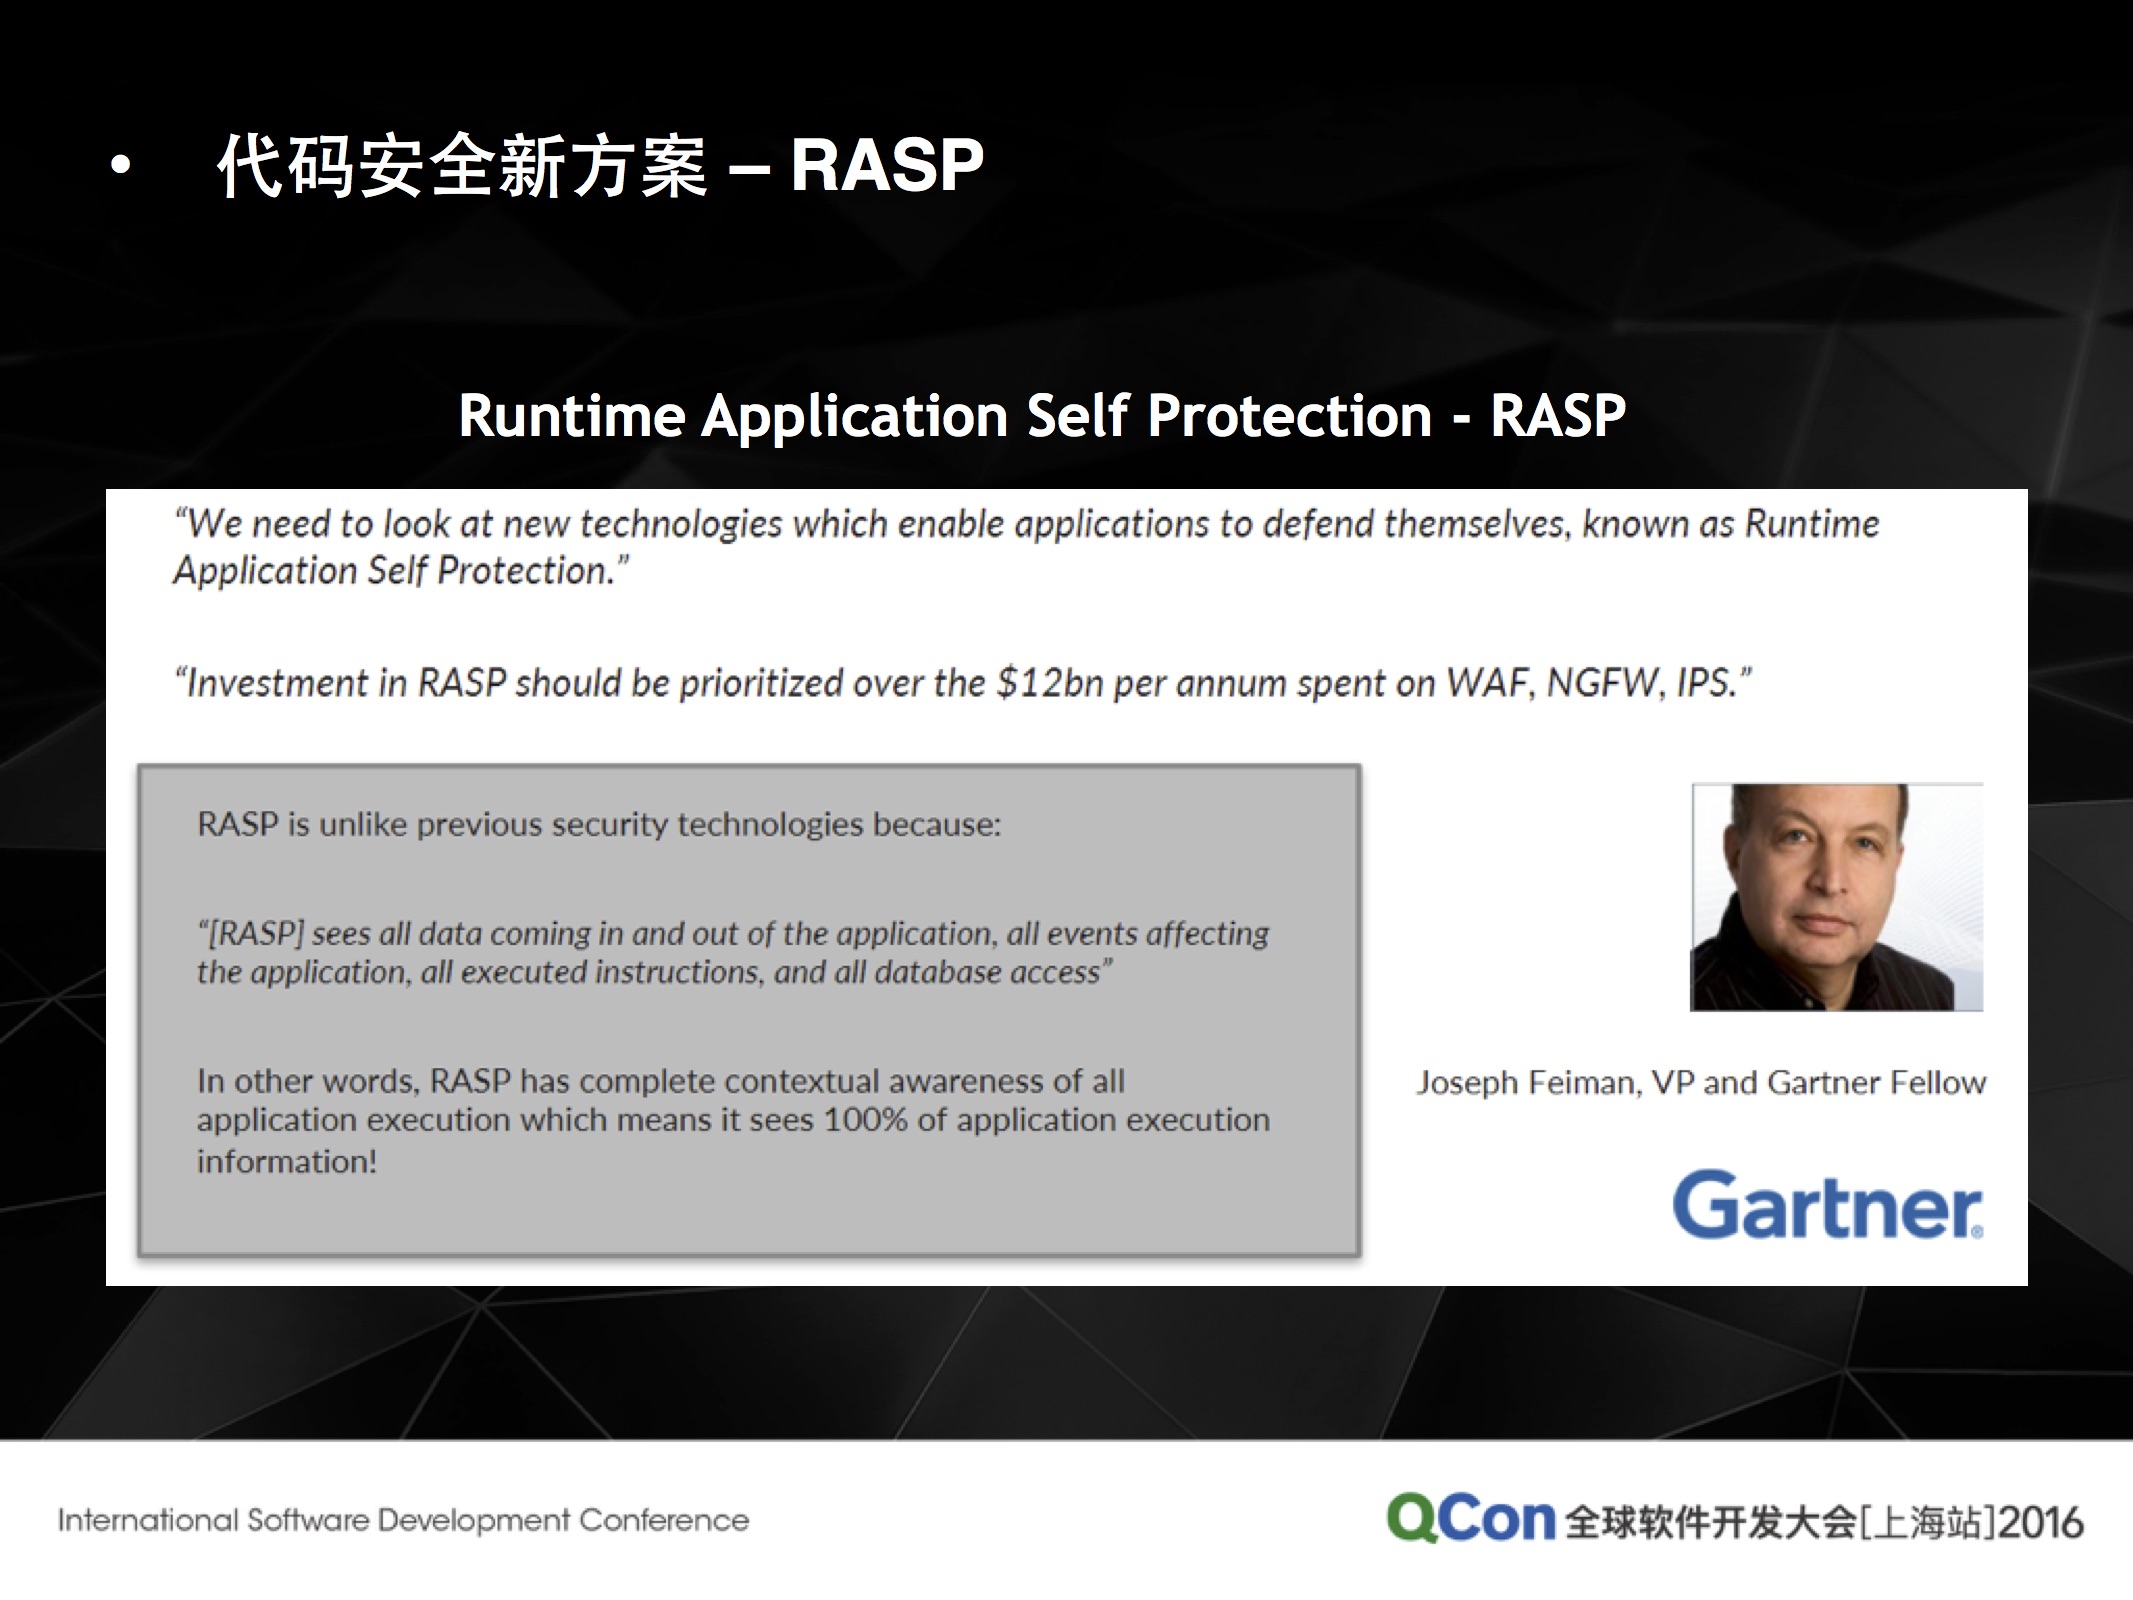 • 代码安全新方案 – RASP
Runtime Application Self Protection - RASP
“We need to look at new technologies which enable applications to defend themselves, known as Runtime
Application Self Protection.”
“Investment in RASP should be prioritized over the $12bn per annum spent on WAF, NGFW, IPS.”
RASP is unlike previous security technologies because:
“[RASP] sees all data coming in and out of the application, all events affecting
the application, all executed instructions, and all database access”
In other words, RASP has complete contextual awareness of all
application execution which means it sees 100% of application execution
information!
Joseph Feiman, VP and Gartner Fellow
Gartner®
International Software Development Conference
QCon 全球软件开发大会[上海站]2016